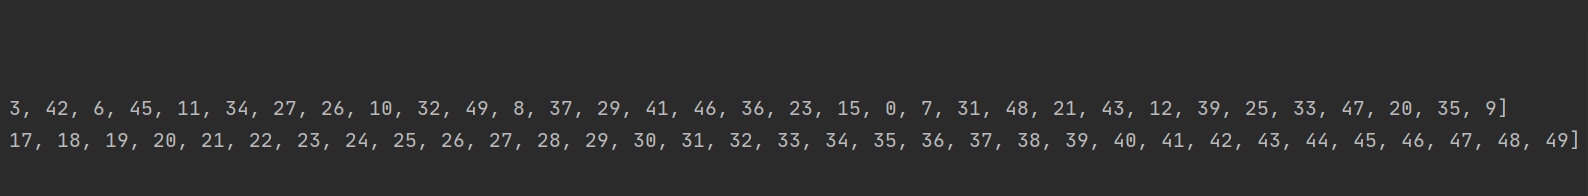 3, 42, 6, 45, 11, 34, 27, 26, 10, 32, 49, 8, 37, 29, 41, 46, 36, 23, 15, 0, 7, 31, 48, 21, 43, 12, 39, 25, 33, 47, 20, 35, 9]
17, 18, 19, 20, 21, 22, 23, 24, 25, 26, 27, 28, 29, 30, 31, 32, 33, 34, 35, 36, 37, 38, 39, 40, 41, 42, 43, 44, 45, 46, 47, 48, 49]